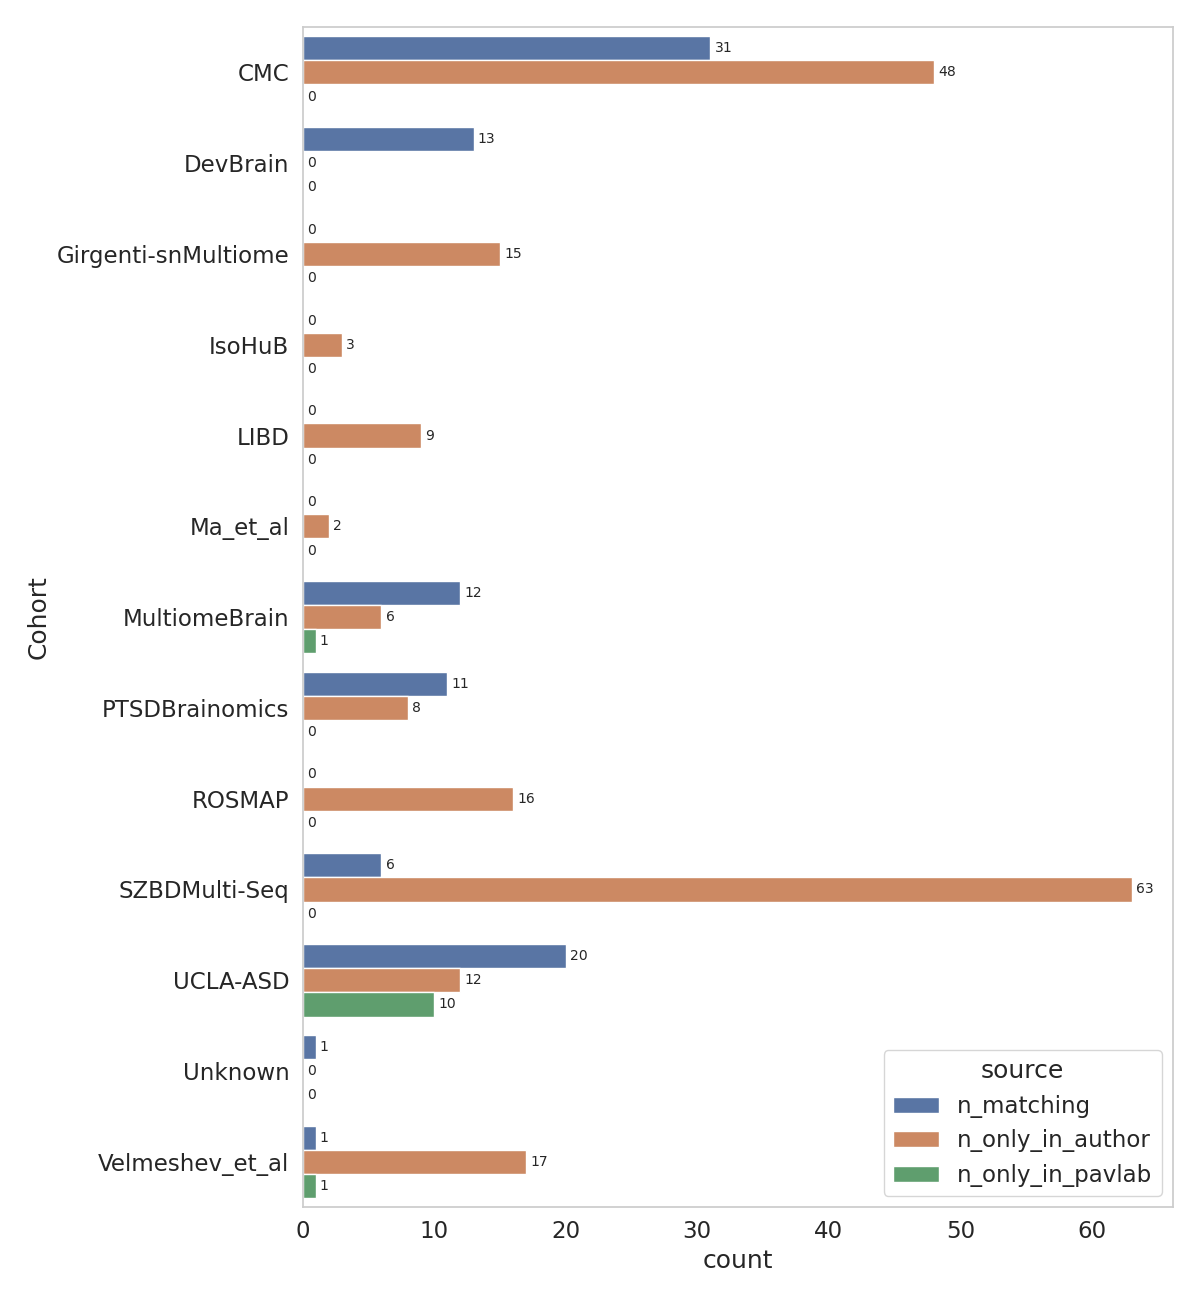 CMC
31
48
0
DevBrain
13
0
0
Girgenti-snMultiome
0
15
0
IsoHuB
0
3
0
LIBD
0
9
0
Ma_et_al
0
2
0
MultiomeBrain
12
6
1
PTSDBrainomics
11
8
0
ROSMAP
0
16
0
SZBDMulti-Seq
6
63
0
UCLA-ASD
20
12
10
Unknown
1
0
0
Velmeshev_et_al
1
17
1
Cohort
0 10 20 30 40 50 60
count
source
n_matching
n_only_in_author
n_only_in_pavlab